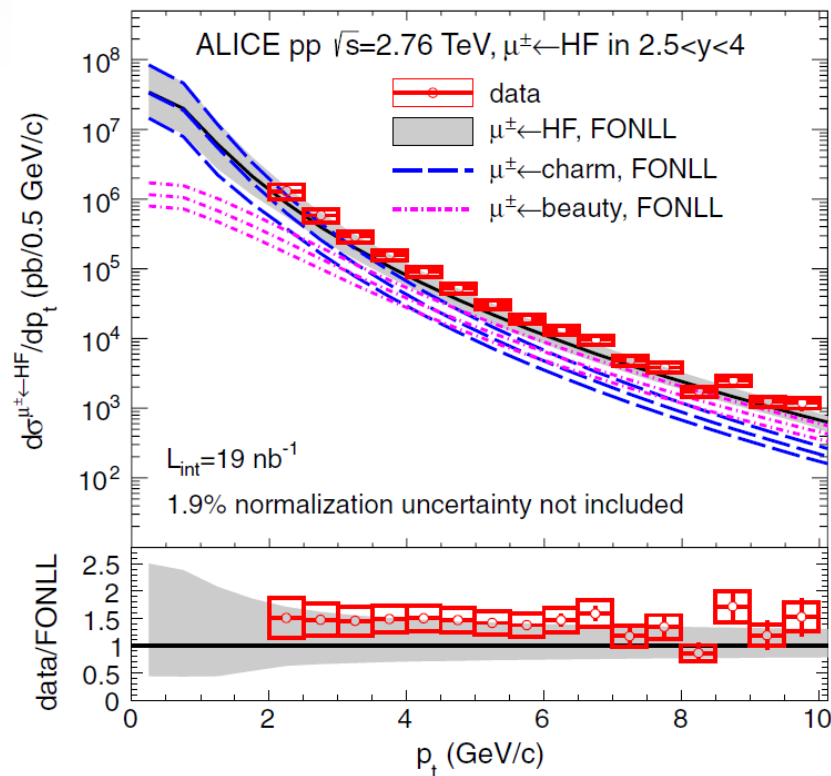 ALICE pp √s=2.76 TeV, μ±←HF in 2.5<y<4
data
μ±←HF, FONLL
μ±←charm, FONLL
μ±←beauty, FONLL
dσ^μ±←HF/dp_t (pb/0.5 GeV/c)
10^8
10^7
10^6
10^5
10^4
10^3
10^2
L_int=19 nb^-1
1.9% normalization uncertainty not included
data/FONLL
2.5
2
1.5
1
0.5
0
0 2 4 6 8 10
p_t (GeV/c)